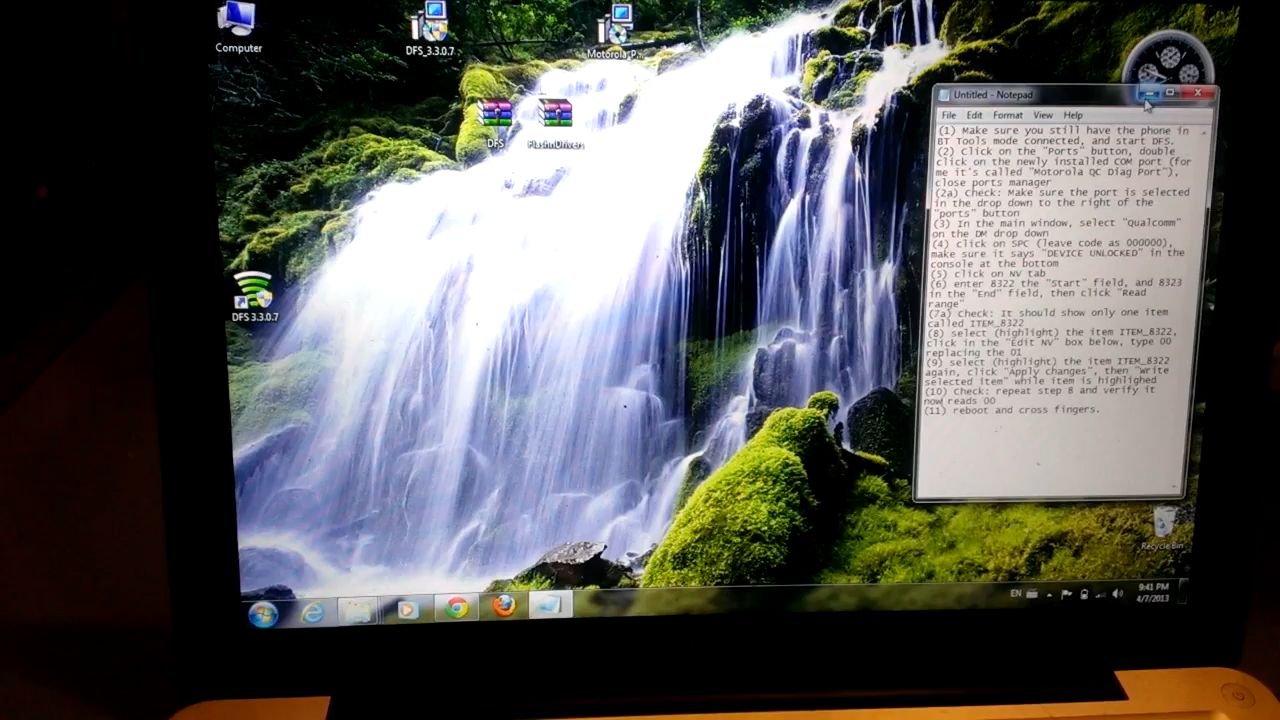 Computer
DFS_3.3.0.7
Motorola_P...
Untitled - Notepad
File Edit Format View Help
(1) Make sure you still have the phone in
BT Tools mode connected, and start DFS.
(2) click on the "Ports" button, double
click on the newly installed COM port (for
me it's called "Motorola QC Diag Port"),
close ports manager
(2a) Check: Make sure the port is selected
in the drop down to the right of the
"ports" button
(3) In the main window, select "Qualcomm"
on the DM drop down
(4) click on SPC (leave code as 000000),
make sure it says "DEVICE UNLOCKED" in the
console at the bottom
(5) click on NV tab
(6) enter 8322 the "Start" field, and 8323
in the "End" field, then click "Read
range"
(7a) Check: It should show only one item
called ITEM_8322
(8) select (highlight) the item ITEM_8322,
click in the "Edit NV" box below, type 00
replacing the 01
(9) select (highlight) the item ITEM_8322
again, click "Apply changes", then "Write
selected item" while item is highlighed
(10) Check: repeat step 8 and verify it
now reads 00
(11) reboot and cross fingers.
DFS
FlashnDrivers
DFS 3.3.0.7
Recycle Bin
EN
9:41 PM
4/7/2013